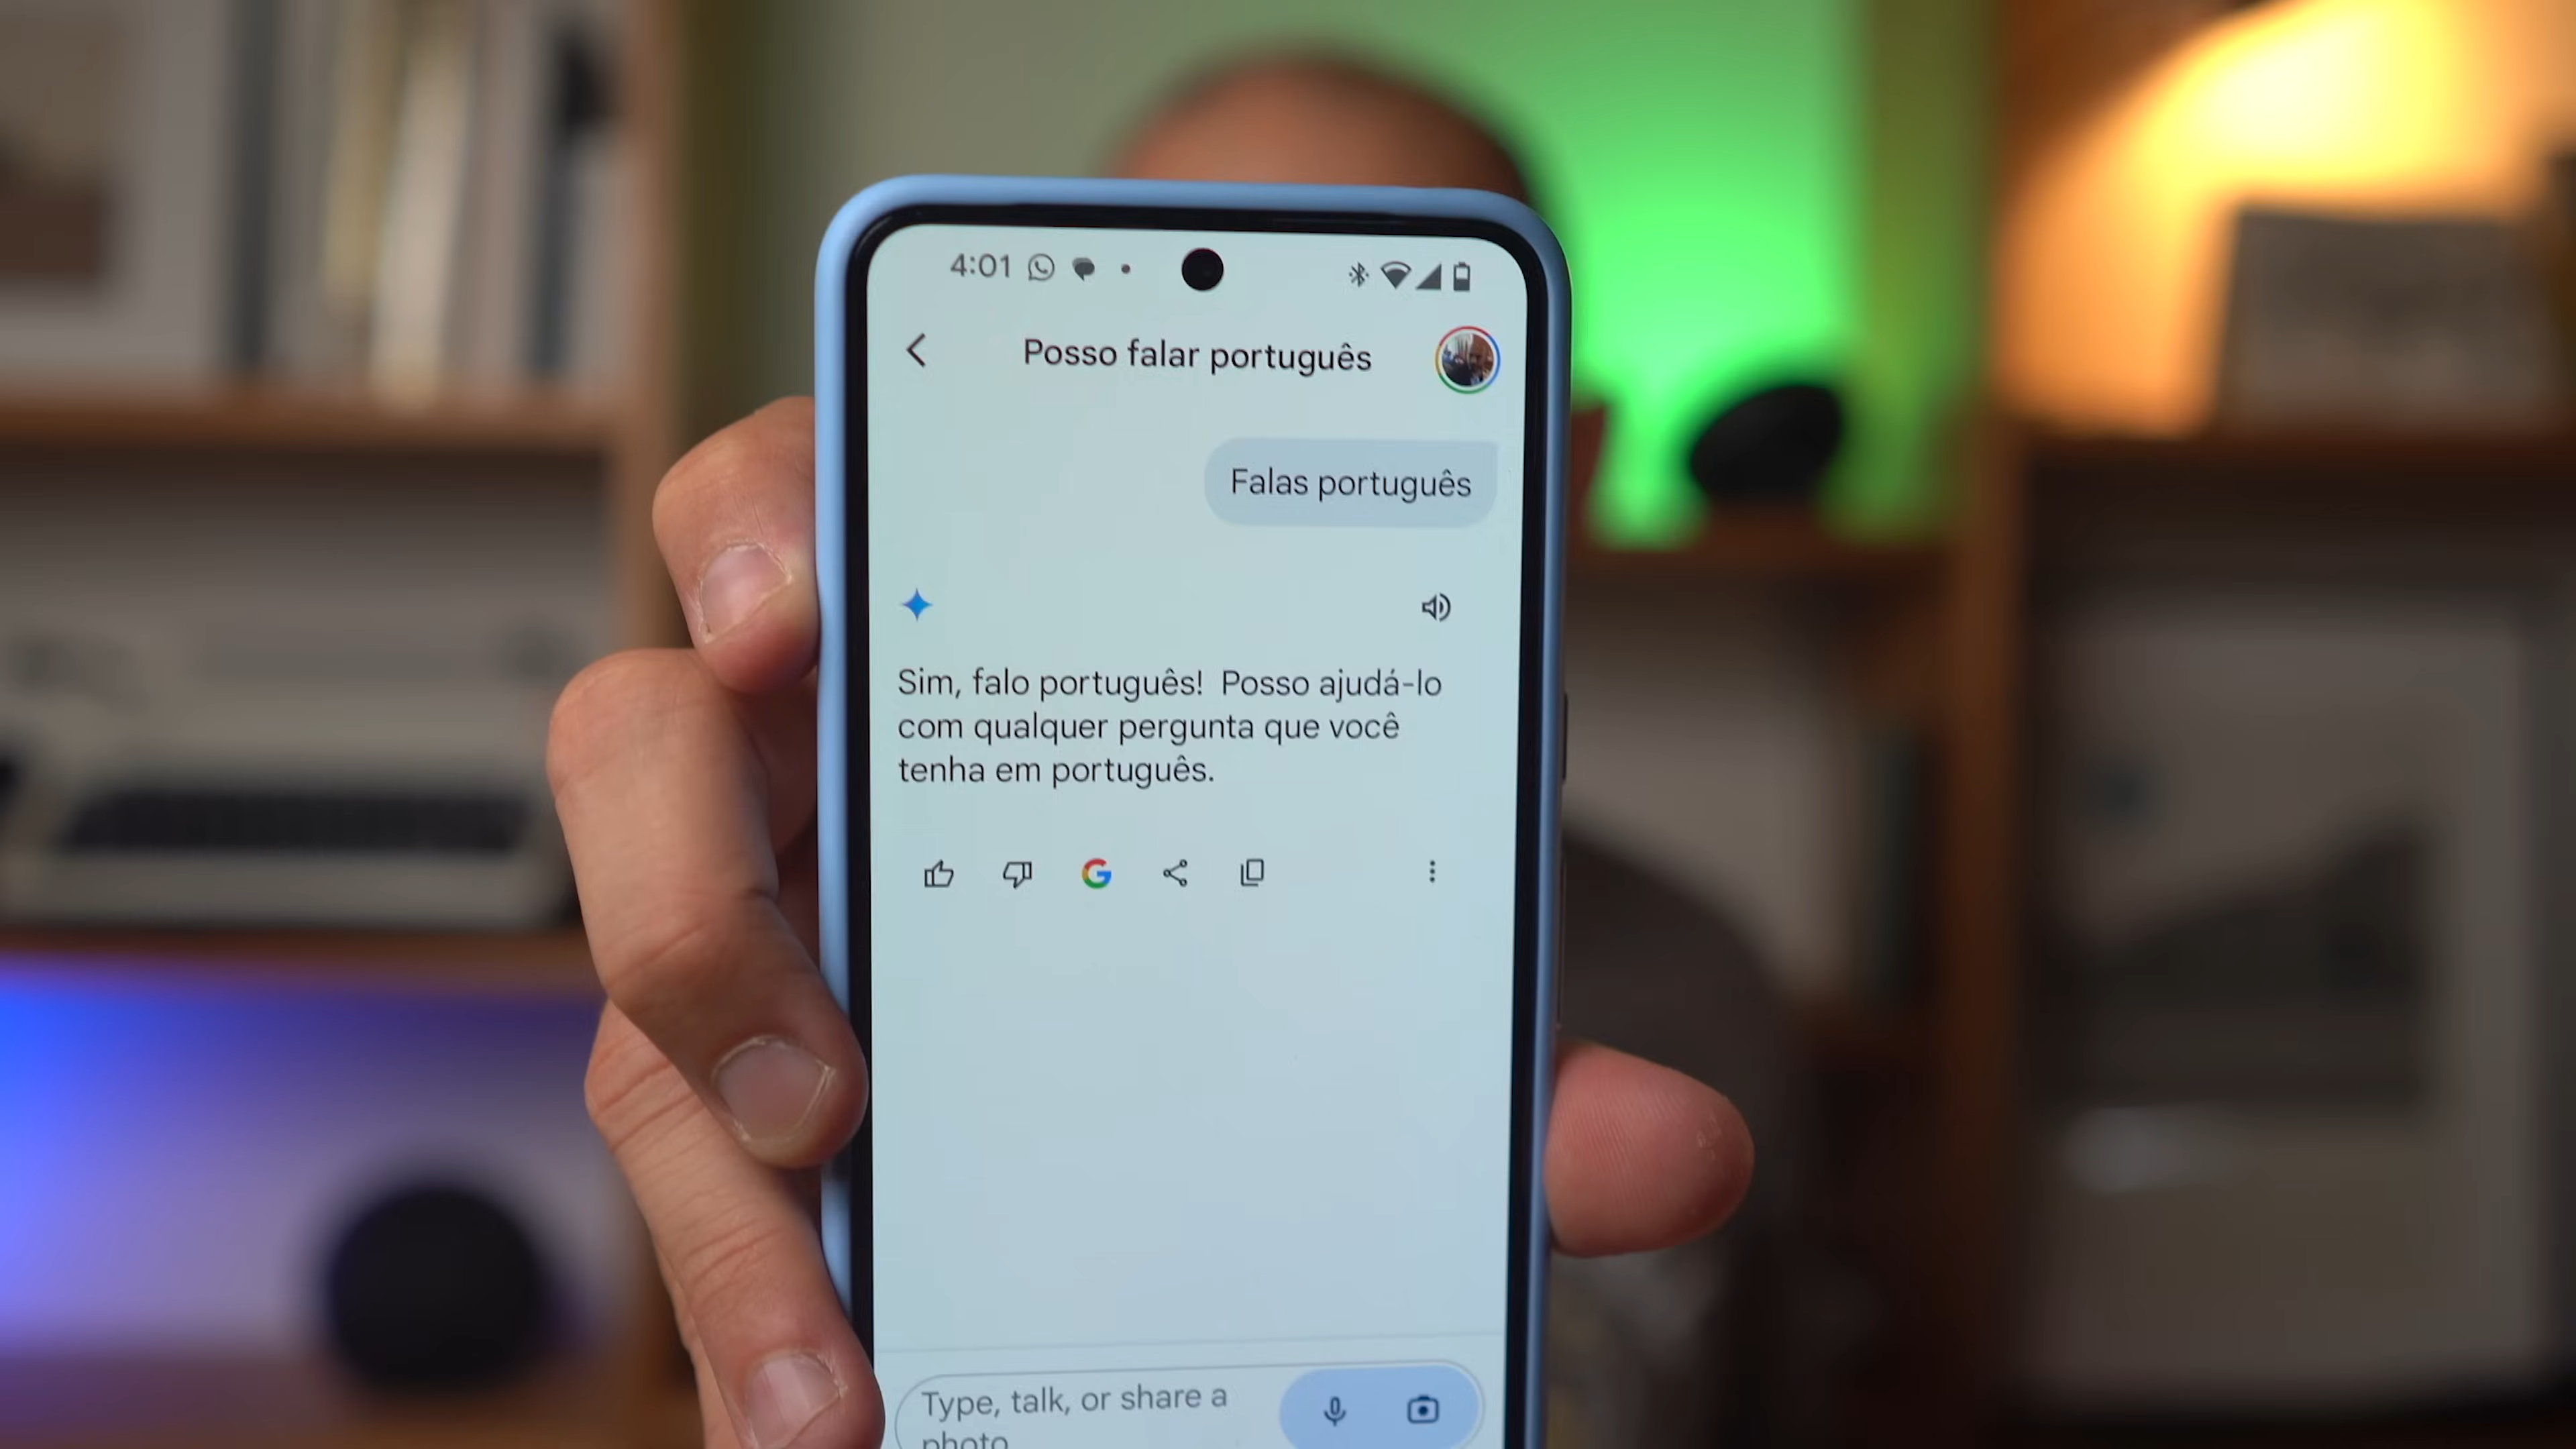 4:01
Posso falar português
Falas português
Sim, falo português! Posso ajudá-lo
com qualquer pergunta que você
tenha em português.
G
Type, talk, or share a
photo